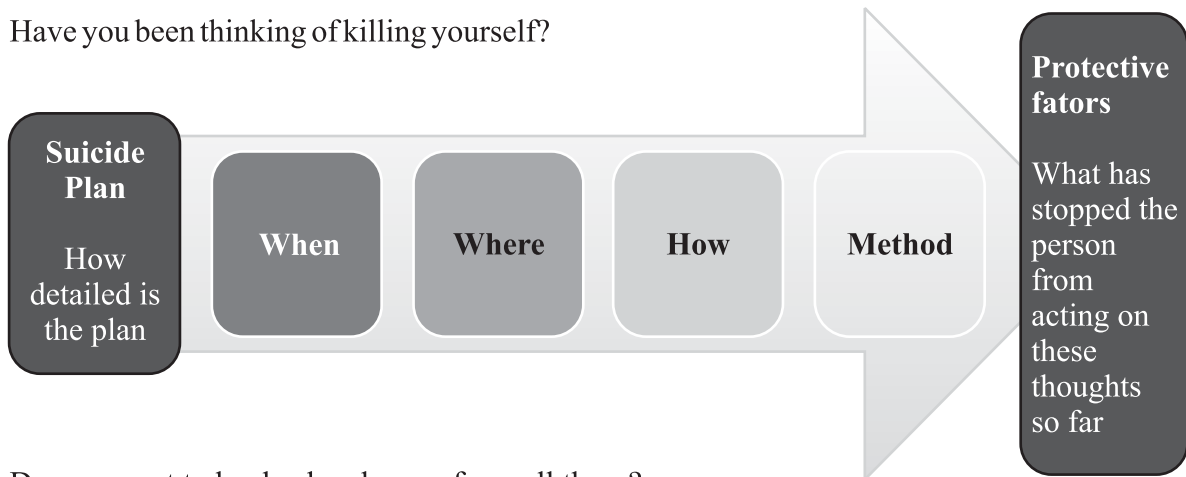 Have you been thinking of killing yourself?
Suicide
Plan
How
detailed is
the plan
When
Where
How
Method
Protective
fators
What has
stopped the
person
from
acting on
these
thoughts
so far